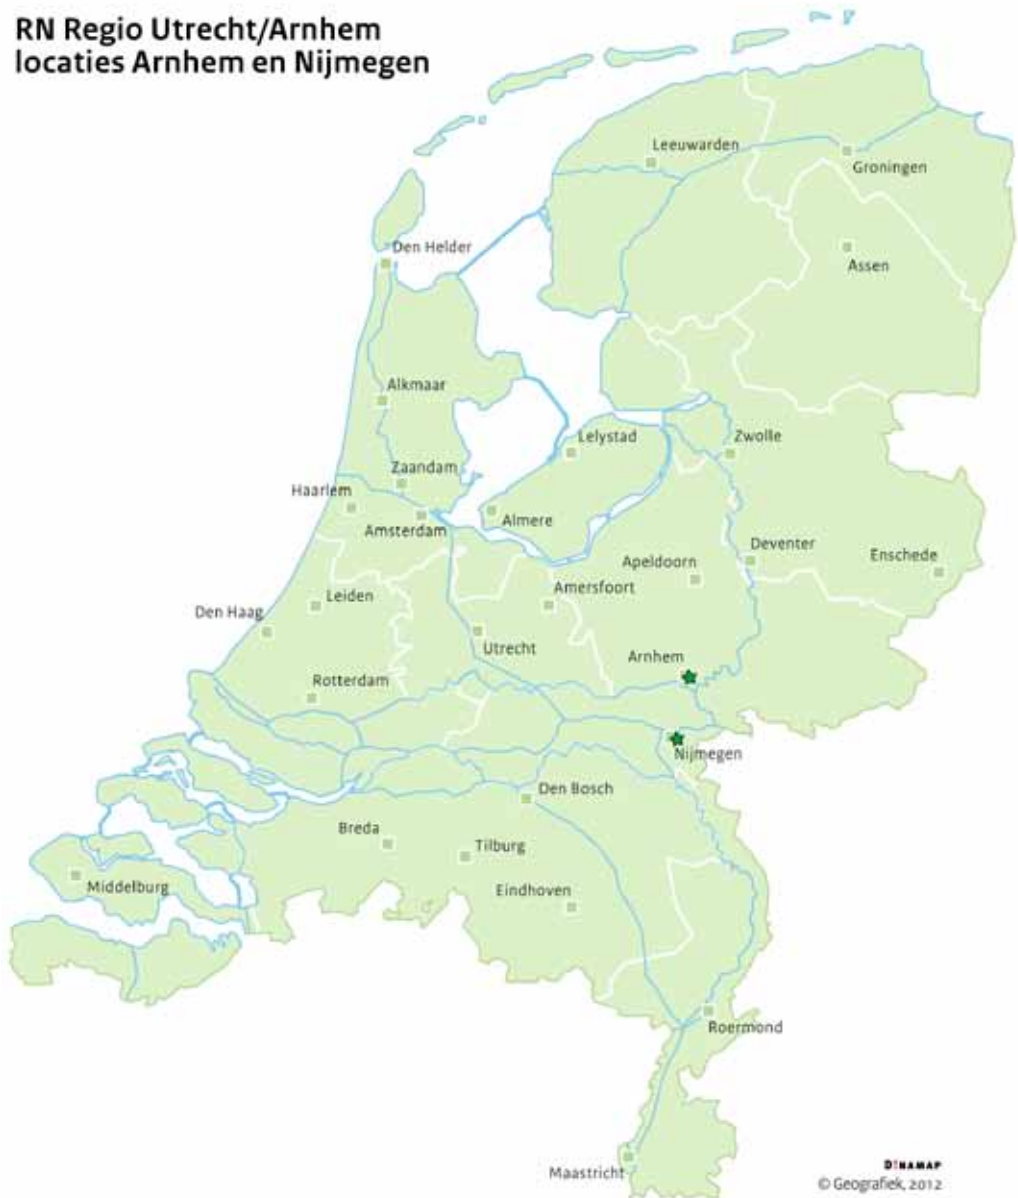 RN Regio Utrecht/Arnhem
locaties Arnhem en Nijmegen
Leeuwarden
Groningen
Den Helder
Assen
Alkmaar
Lelystad
Zwolle
Zaandam
Haarlem
Amsterdam
Almere
Deventer
Enschede
Apeldoorn
Amersfoort
Leiden
Den Haag
Utrecht
Arnhem
Rotterdam
Nijmegen
Den Bosch
Breda
Tilburg
Middelburg
Eindhoven
Roermond
Maastricht
D!NAMAP
© Geografiek, 2012